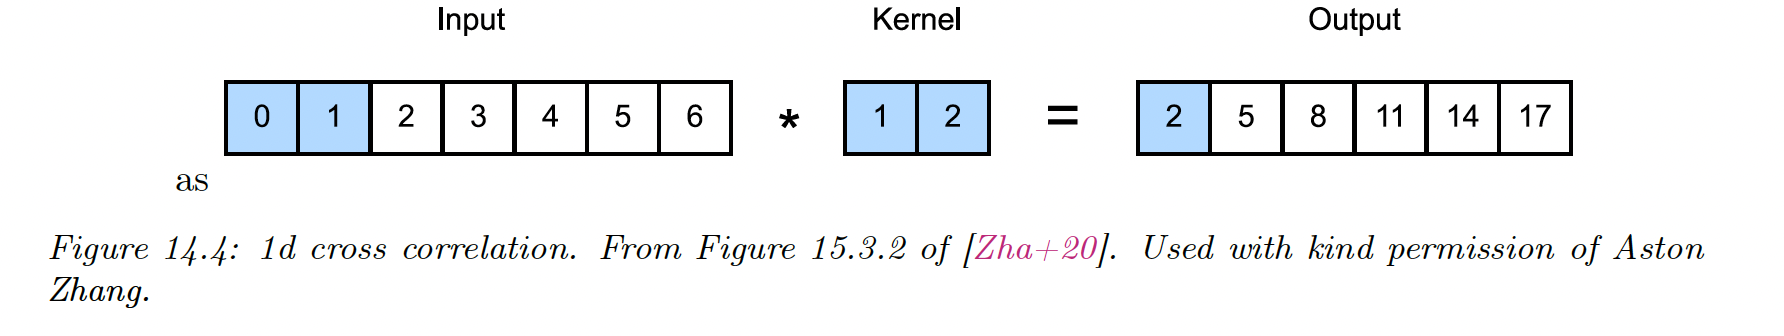 Input Kernel Output
0 1 2 3 4 5 6 * 1 2 = 2 5 8 11 14 17
as
Figure 14.4: 1d cross correlation. From Figure 15.3.2 of [Zha+20]. Used with kind permission of Aston
Zhang.